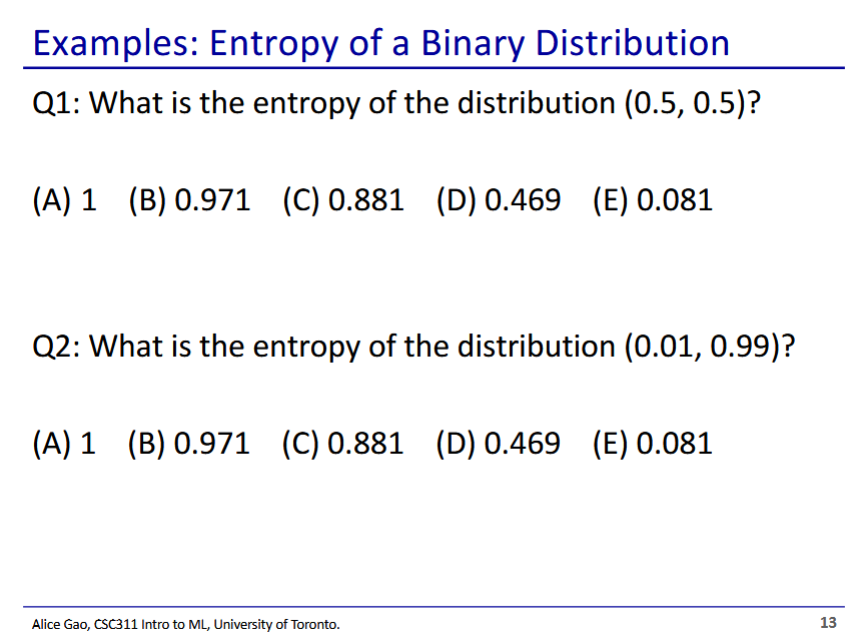 Examples: Entropy of a Binary Distribution
Q1: What is the entropy of the distribution (0.5, 0.5)?
(A) 1 (B) 0.971 (C) 0.881 (D) 0.469 (E) 0.081
Q2: What is the entropy of the distribution (0.01, 0.99)?
(A) 1 (B) 0.971 (C) 0.881 (D) 0.469 (E) 0.081
Alice Gao, CSC311 Intro to ML, University of Toronto.
13